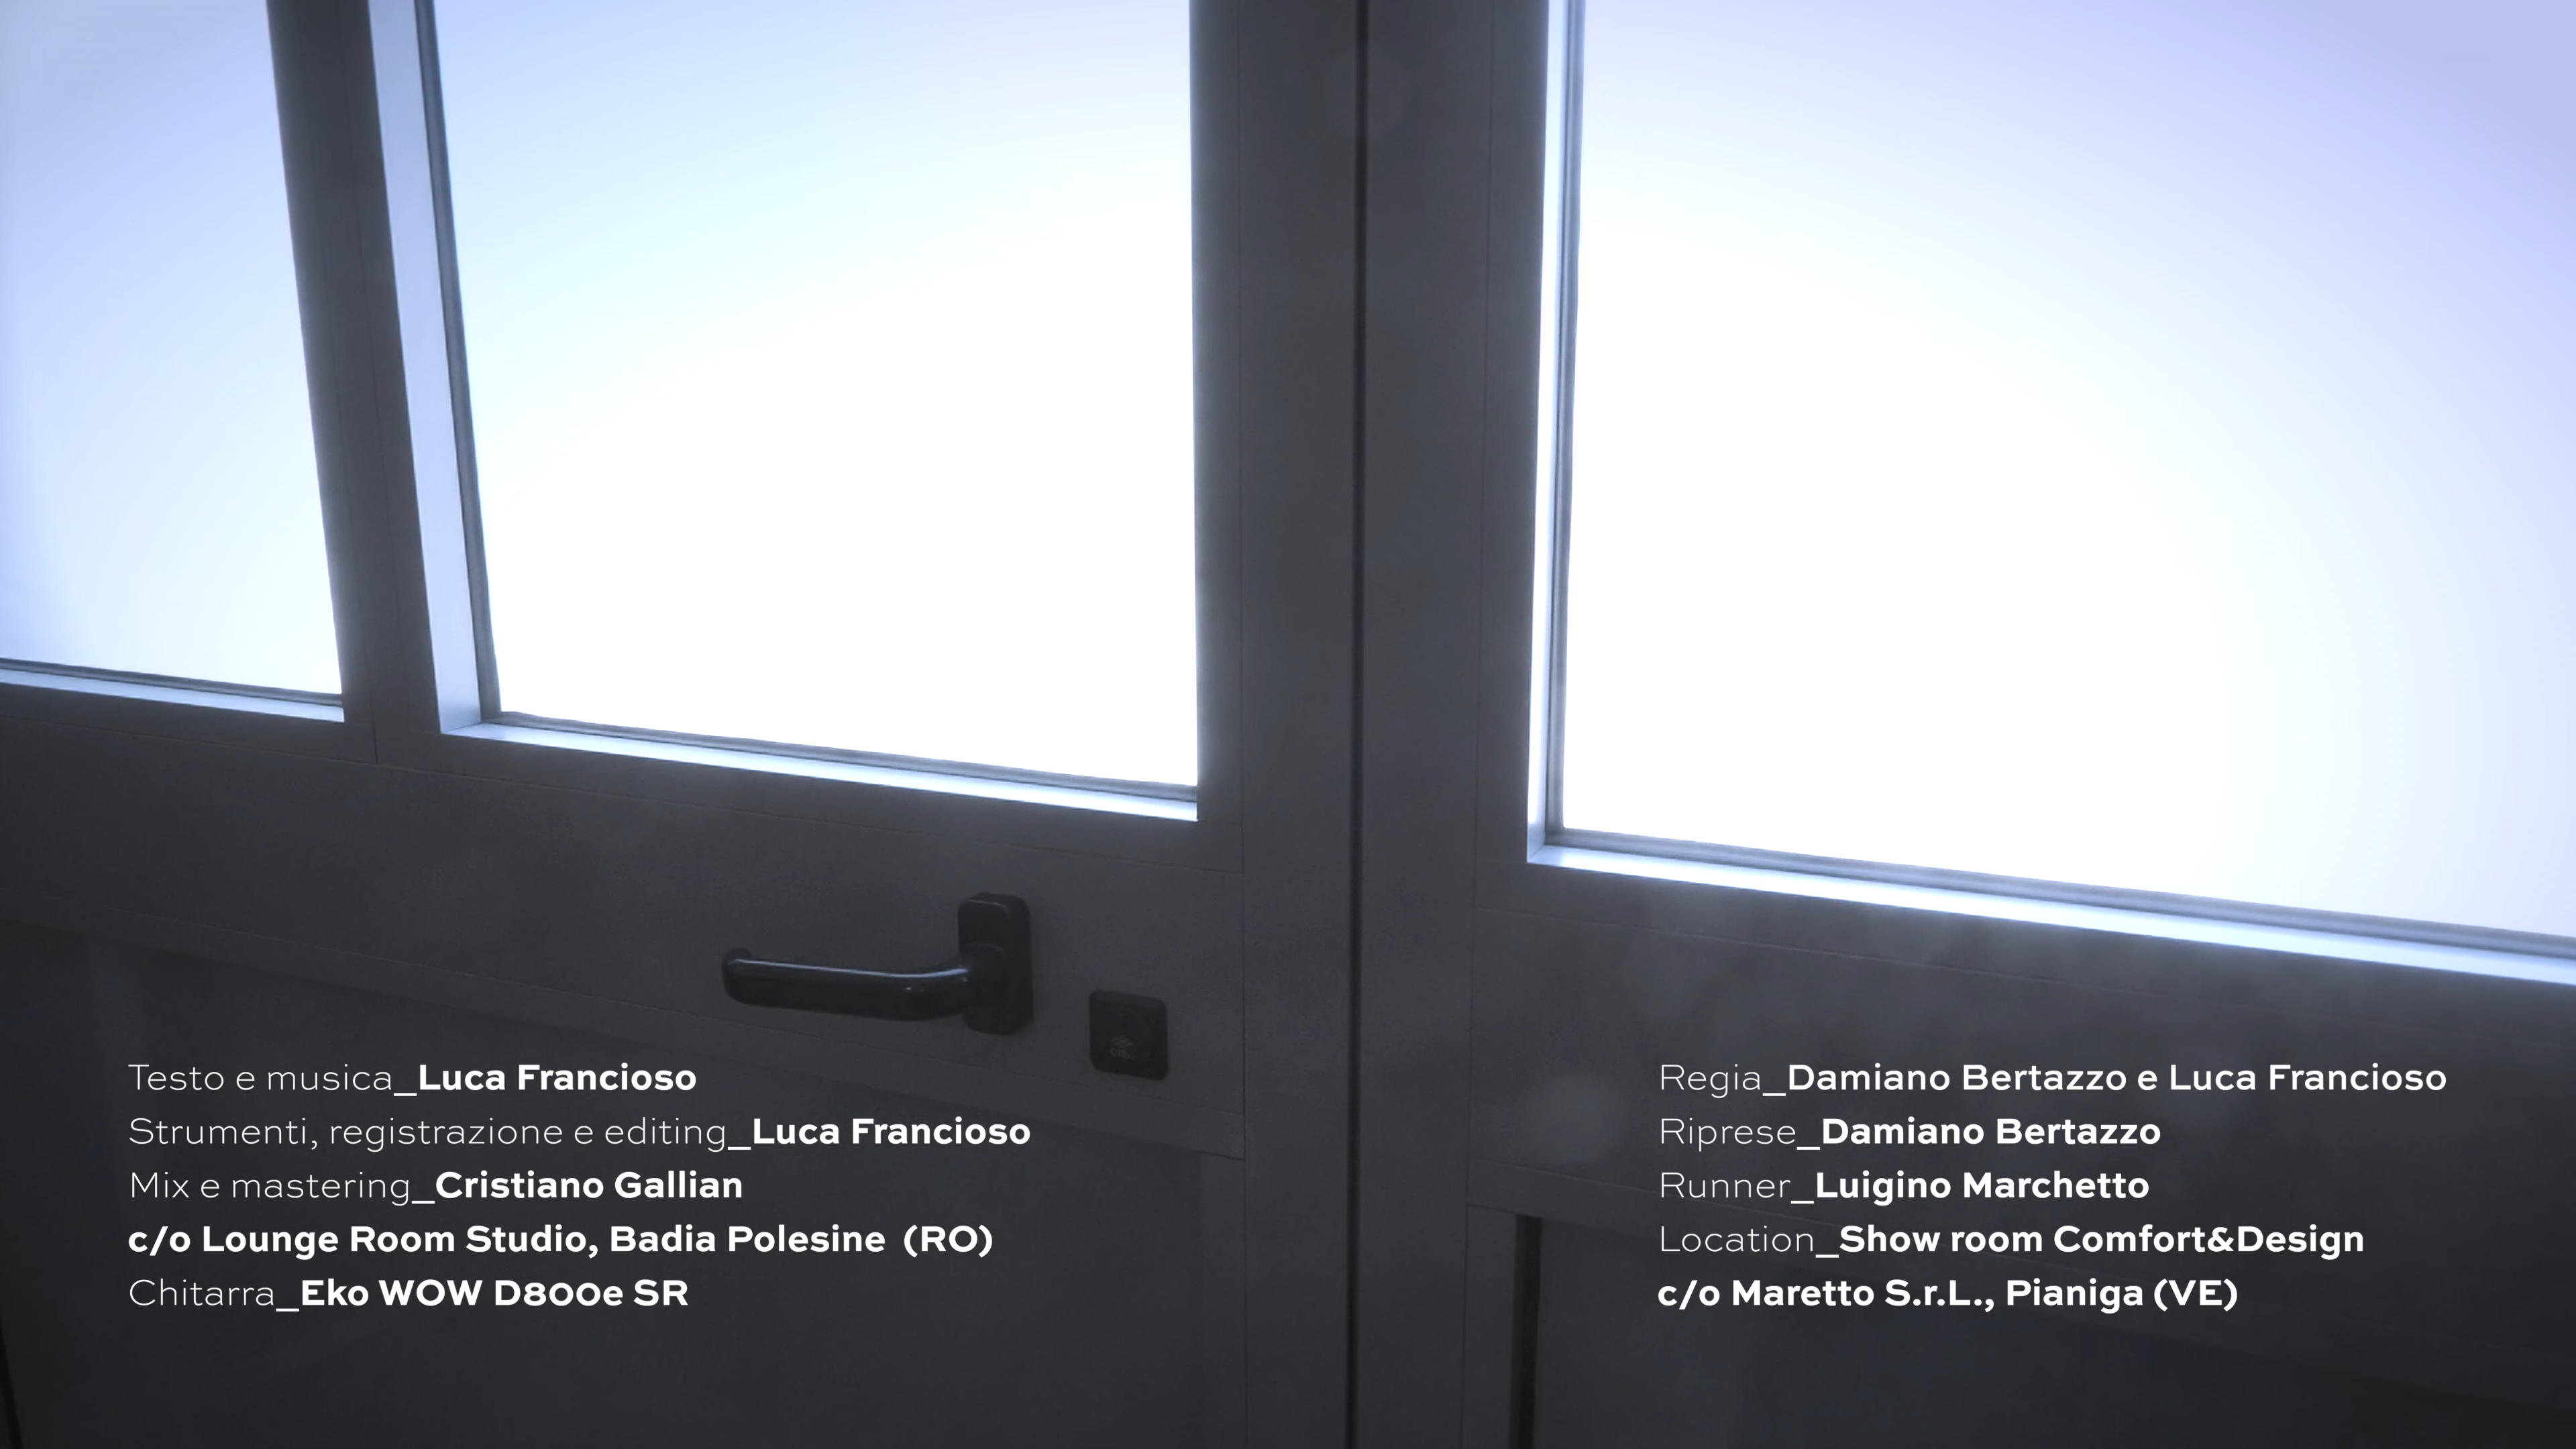 Testo e musica_Luca Francioso
Strumenti, registrazione e editing_Luca Francioso
Mix e mastering_Cristiano Gallian
c/o Lounge Room Studio, Badia Polesine (RO)
Chitarra_Eko WOW D800e SR
Regia_Damiano Bertazzo e Luca Francioso
Riprese_Damiano Bertazzo
Runner_Luigino Marchetto
Location_Show room Comfort&Design
c/o Maretto S.r.L., Pianiga (VE)